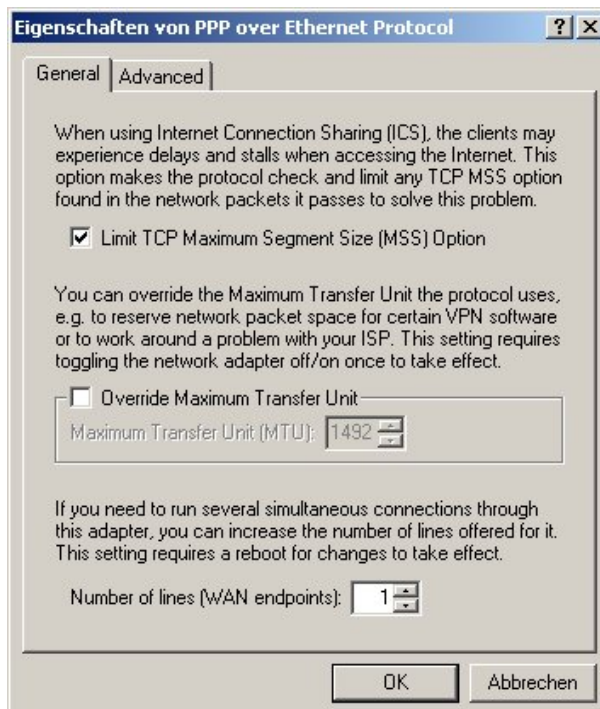 Eigenschaften von PPP over Ethernet Protocol
General Advanced
When using Internet Connection Sharing (ICS), the clients may
experience delays and stalls when accessing the Internet. This
option makes the protocol check and limit any TCP MSS option
found in the network packets it passes to solve this problem.
Limit TCP Maximum Segment Size (MSS) Option
You can override the Maximum Transfer Unit the protocol uses,
e.g. to reserve network packet space for certain VPN software
or to work around a problem with your ISP. This setting requires
toggling the network adapter off/on once to take effect.
Override Maximum Transfer Unit
Maximum Transfer Unit (MTU): 1492
If you need to run several simultaneous connections through
this adapter, you can increase the number of lines offered for it.
This setting requires a reboot for changes to take effect.
Number of lines (WAN endpoints): 1
OK Abbrechen